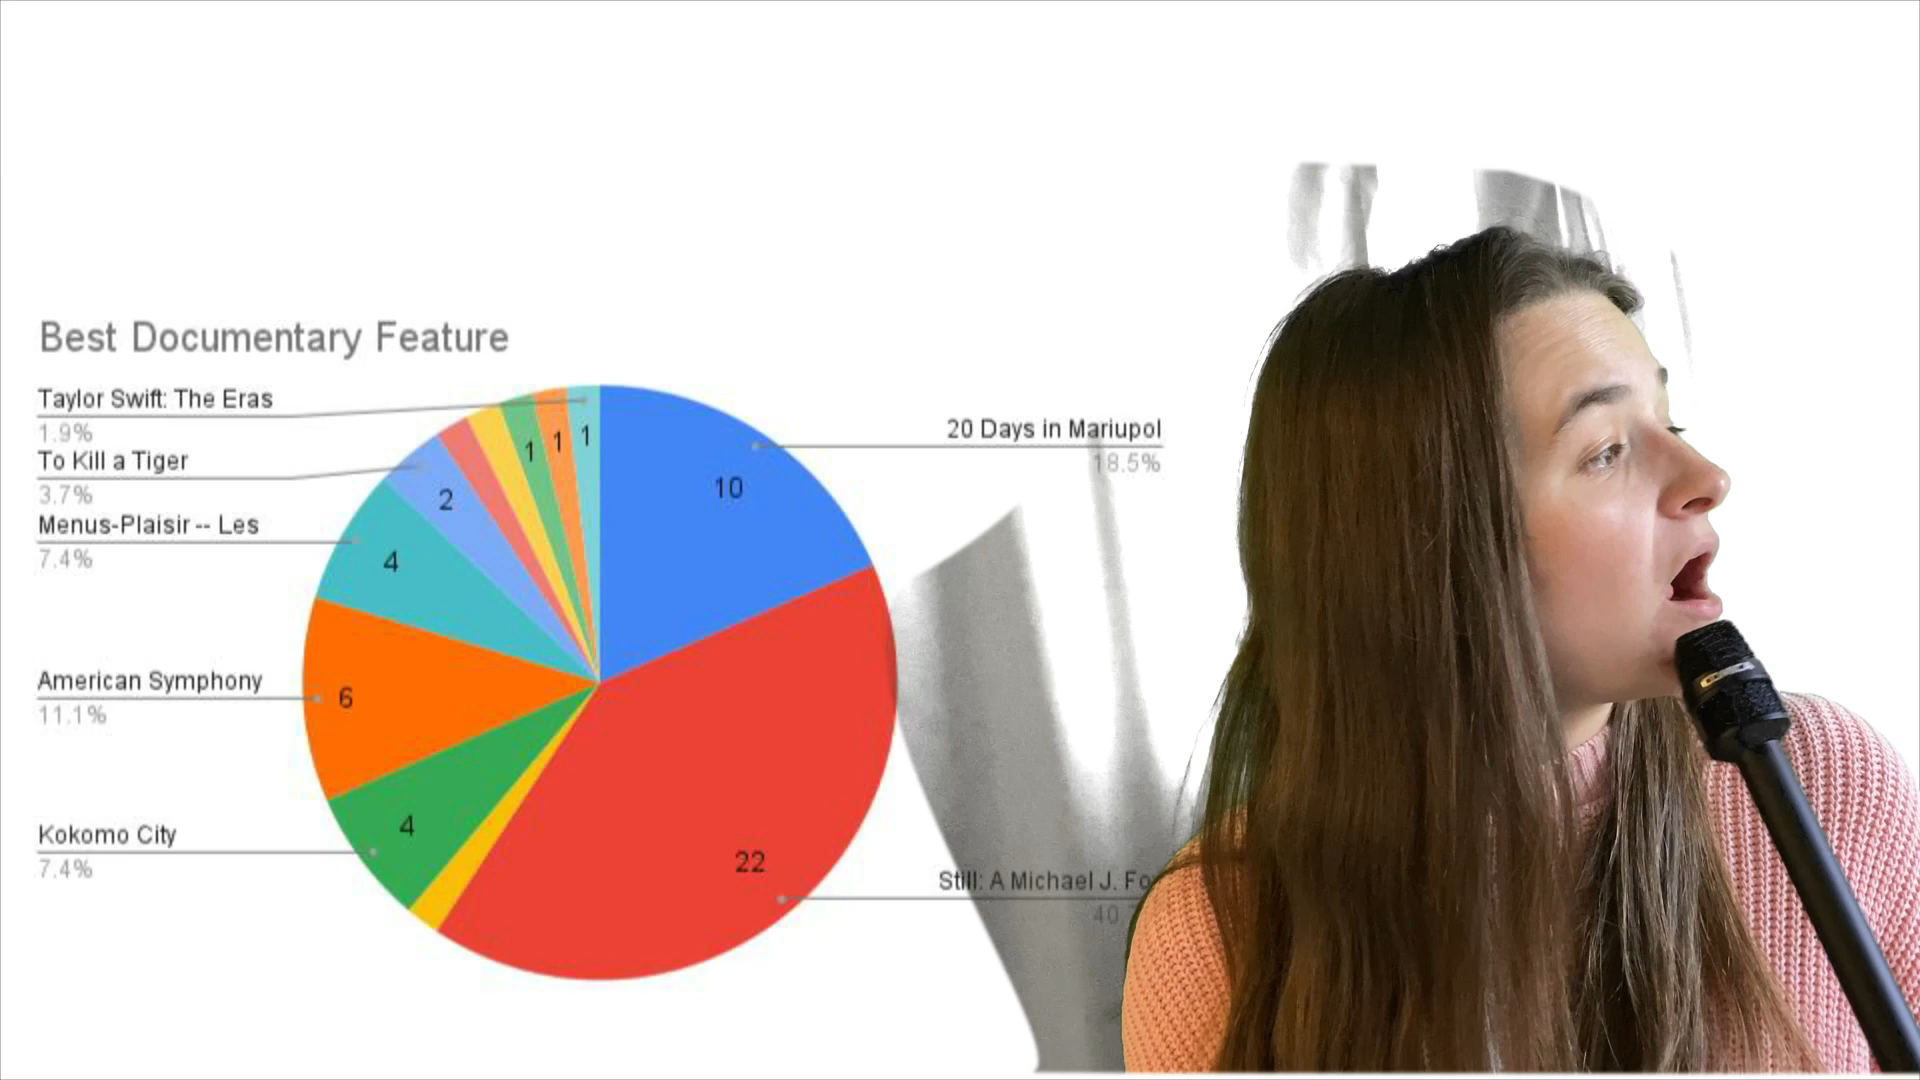 Best Documentary Feature
Taylor Swift: The Eras
1.9%
To Kill a Tiger
3.7%
Menus-Plaisir -- Les
7.4%
American Symphony
11.1%
Kokomo City
7.4%
20 Days in Mariupol
18.5%
Still: A Michael J.
40
10
22
4
6
4
2
1
1
1